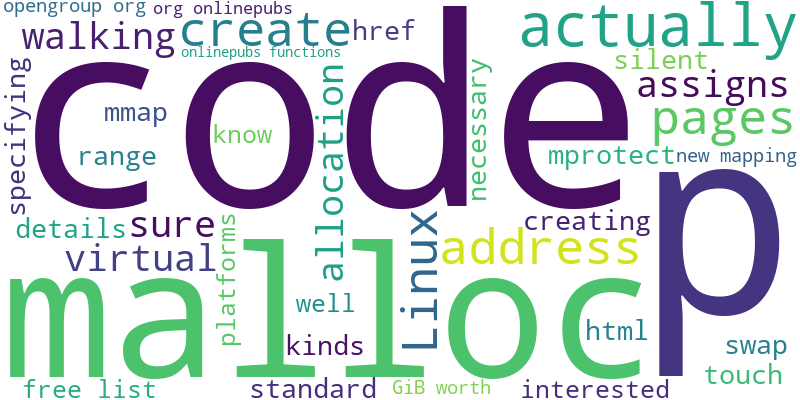 opengroup org
org onlinepubs
walking
create
href
actually
onlinepubs functions
silent
code
specifying
mmap
range
know
allocation
necessary
assigns
pages
mprotect
new mapping
details
sure
platforms
Linux
creating
p
virtual
address
malloc
well
kinds
html
swap
touch
free list
standard
GiB worth
interested